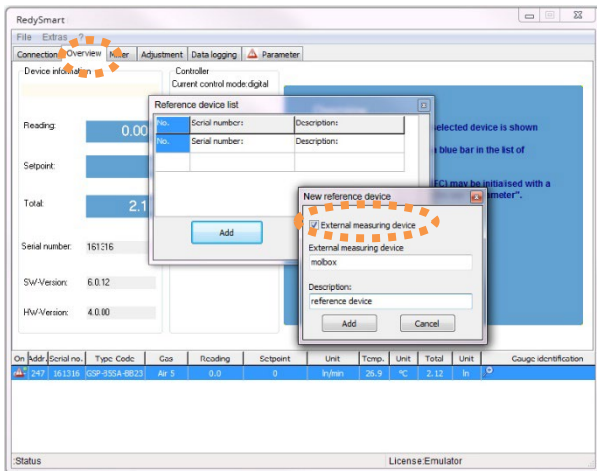 RedySmart
File Extras ?
Connection Overview Mixer Adjustment Data logging Parameter
Device information
Controller
Current control mode:digital
Reading: 0.00
Setpoint:
Total: 2.1
Serial number: 161316
SW-Version: 6.0.12
HW-Version: 4.0.00
selected device is shown
a blue bar in the list of
FC) may be initialised with a
Reference device list
No. Serial number: Description:
No. Serial number: Description:
Add
New reference device
External measuring device
External measuring device
molbox
Description:
reference device
Add Cancel
On Addr. Serial no. Type Code Gas Reading Setpoint Unit Temp. Unit Total Unit Gauge identification
247 161316 GSP-B5SA-BB23 Air 5 0.0 0 ln/min 26.9 °C 2.12 ln
:Status
License:Emulator